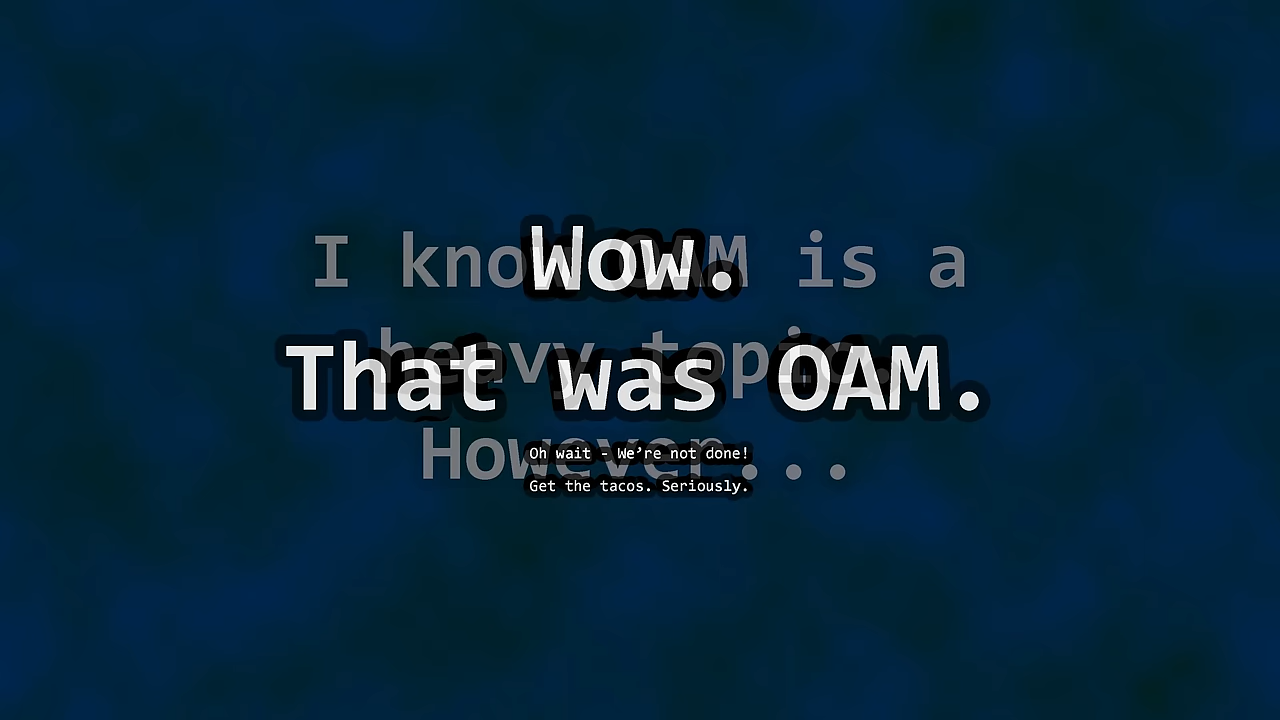 Wow.
That was OAM.
Oh wait - We’re not done!
Get the tacos. Seriously.
I know OAM is a
heavy topic.
However...